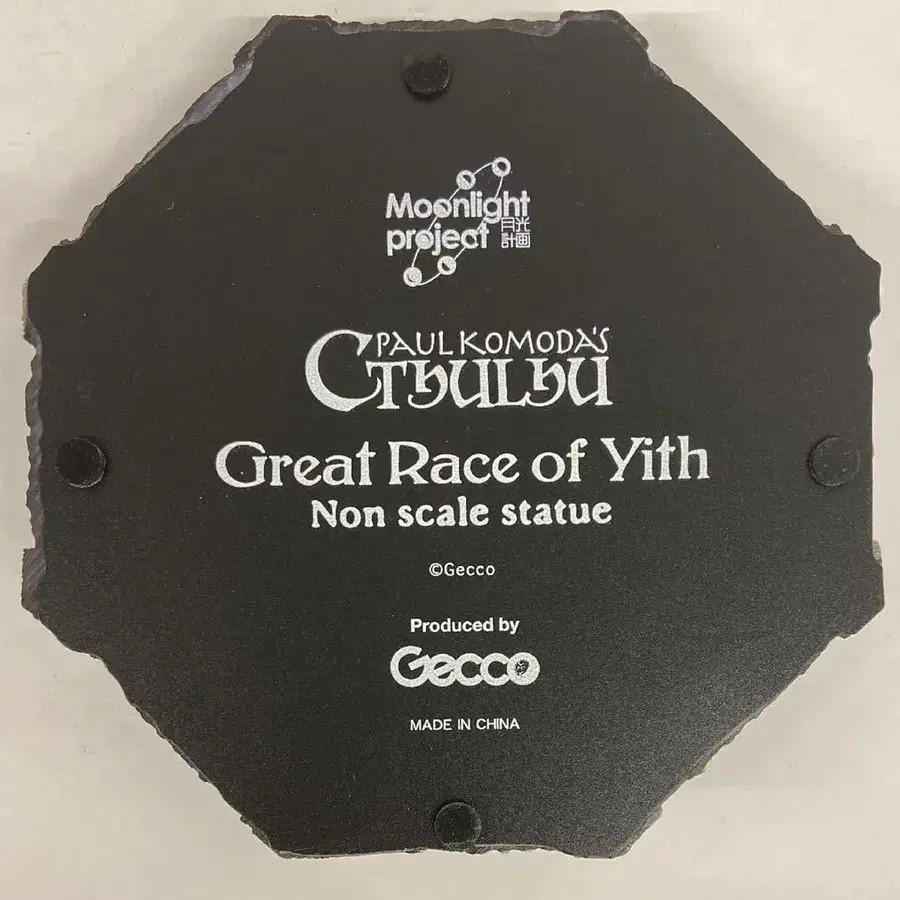 Moonlight
project 月光
計画
PAUL KOMODA'S
CTHULHU
Great Race of Yith
Non scale statue
©Gecco
Produced by
Gecco
MADE IN CHINA